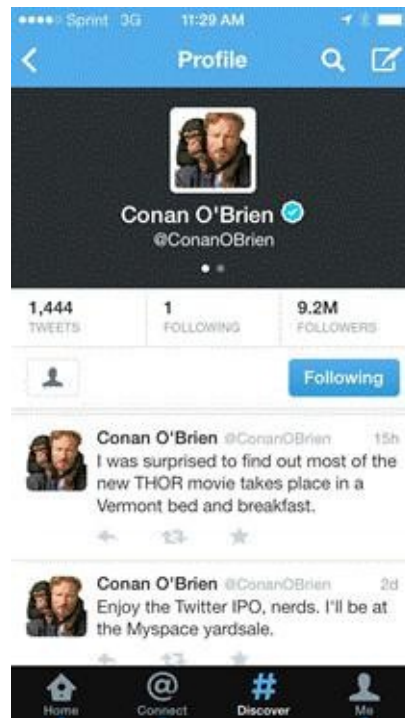 Sprint 3G 11:29 AM
Profile
Conan O'Brien
@ConanOBrien
1,444 1 9.2M
TWEETS FOLLOWING FOLLOWERS
Following
Conan O'Brien @ConanOBrien 15h
I was surprised to find out most of the
new THOR movie takes place in a
Vermont bed and breakfast.
Conan O'Brien @ConanOBrien 2d
Enjoy the Twitter IPO, nerds. I'll be at
the Myspace yardsale.
Home Connect Discover Me